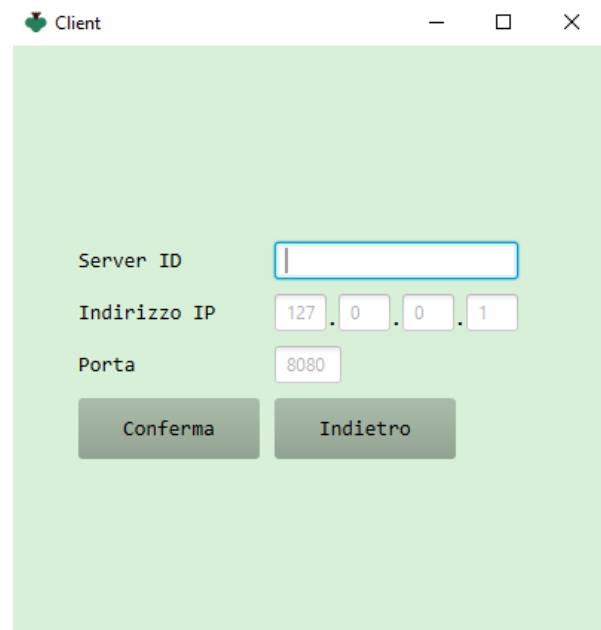 Client
Server ID
Indirizzo IP 127 . 0 . 0 . 1
Porta 8080
Conferma Indietro